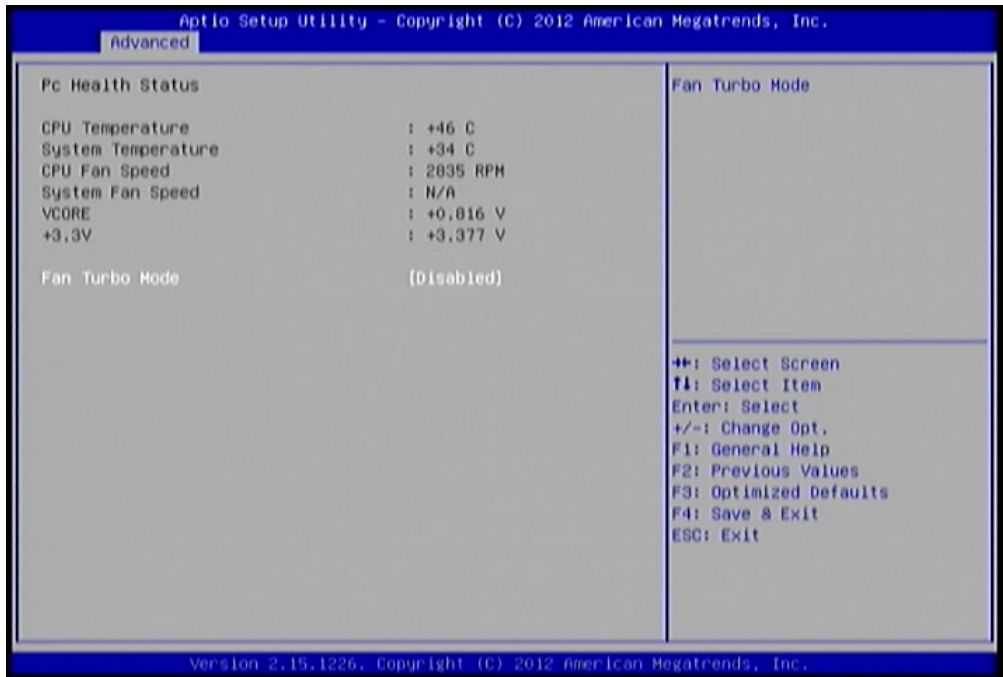 Aptio Setup Utility - Copyright (C) 2012 American Megatrends, Inc.
Advanced
Pc Health Status
CPU Temperature : +46 C
System Temperature : +34 C
CPU Fan Speed : 2835 RPM
System Fan Speed : N/A
VCORE : +0.816 V
+3.3V : +3.377 V
Fan Turbo Mode [Disabled]
Fan Turbo Mode
→←: Select Screen
↑↓: Select Item
Enter: Select
+/-: Change Opt.
F1: General Help
F2: Previous Values
F3: Optimized Defaults
F4: Save & Exit
ESC: Exit
Version 2.15.1226. Copyright (C) 2012 American Megatrends, Inc.